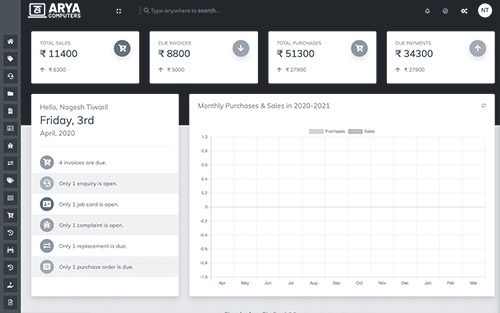 ARYA
COMPUTERS
Type anywhere to search...
NT
TOTAL SALES
₹ 11400
₹ 6300
DUE INVOICES
₹ 8800
₹ 5000
TOTAL PURCHASES
₹ 51300
₹ 27900
DUE PAYMENTS
₹ 34300
₹ 27900
Hello, Nagesh Tiwari!
Friday, 3rd
April, 2020
4 invoices are due.
Only 1 enquiry is open.
Only 1 job card is open.
Only 1 complaint is open.
Only 1 replacement is due.
Only 1 purchase order is due.
Monthly Purchases & Sales in 2020-2021
Purchases Sales
1.0
0.8
0.6
0.4
0.2
0
-0.2
-0.4
-0.6
-0.8
-1.0
Apr May Jun Jul Aug Sep Oct Nov Dec Jan Feb Mar